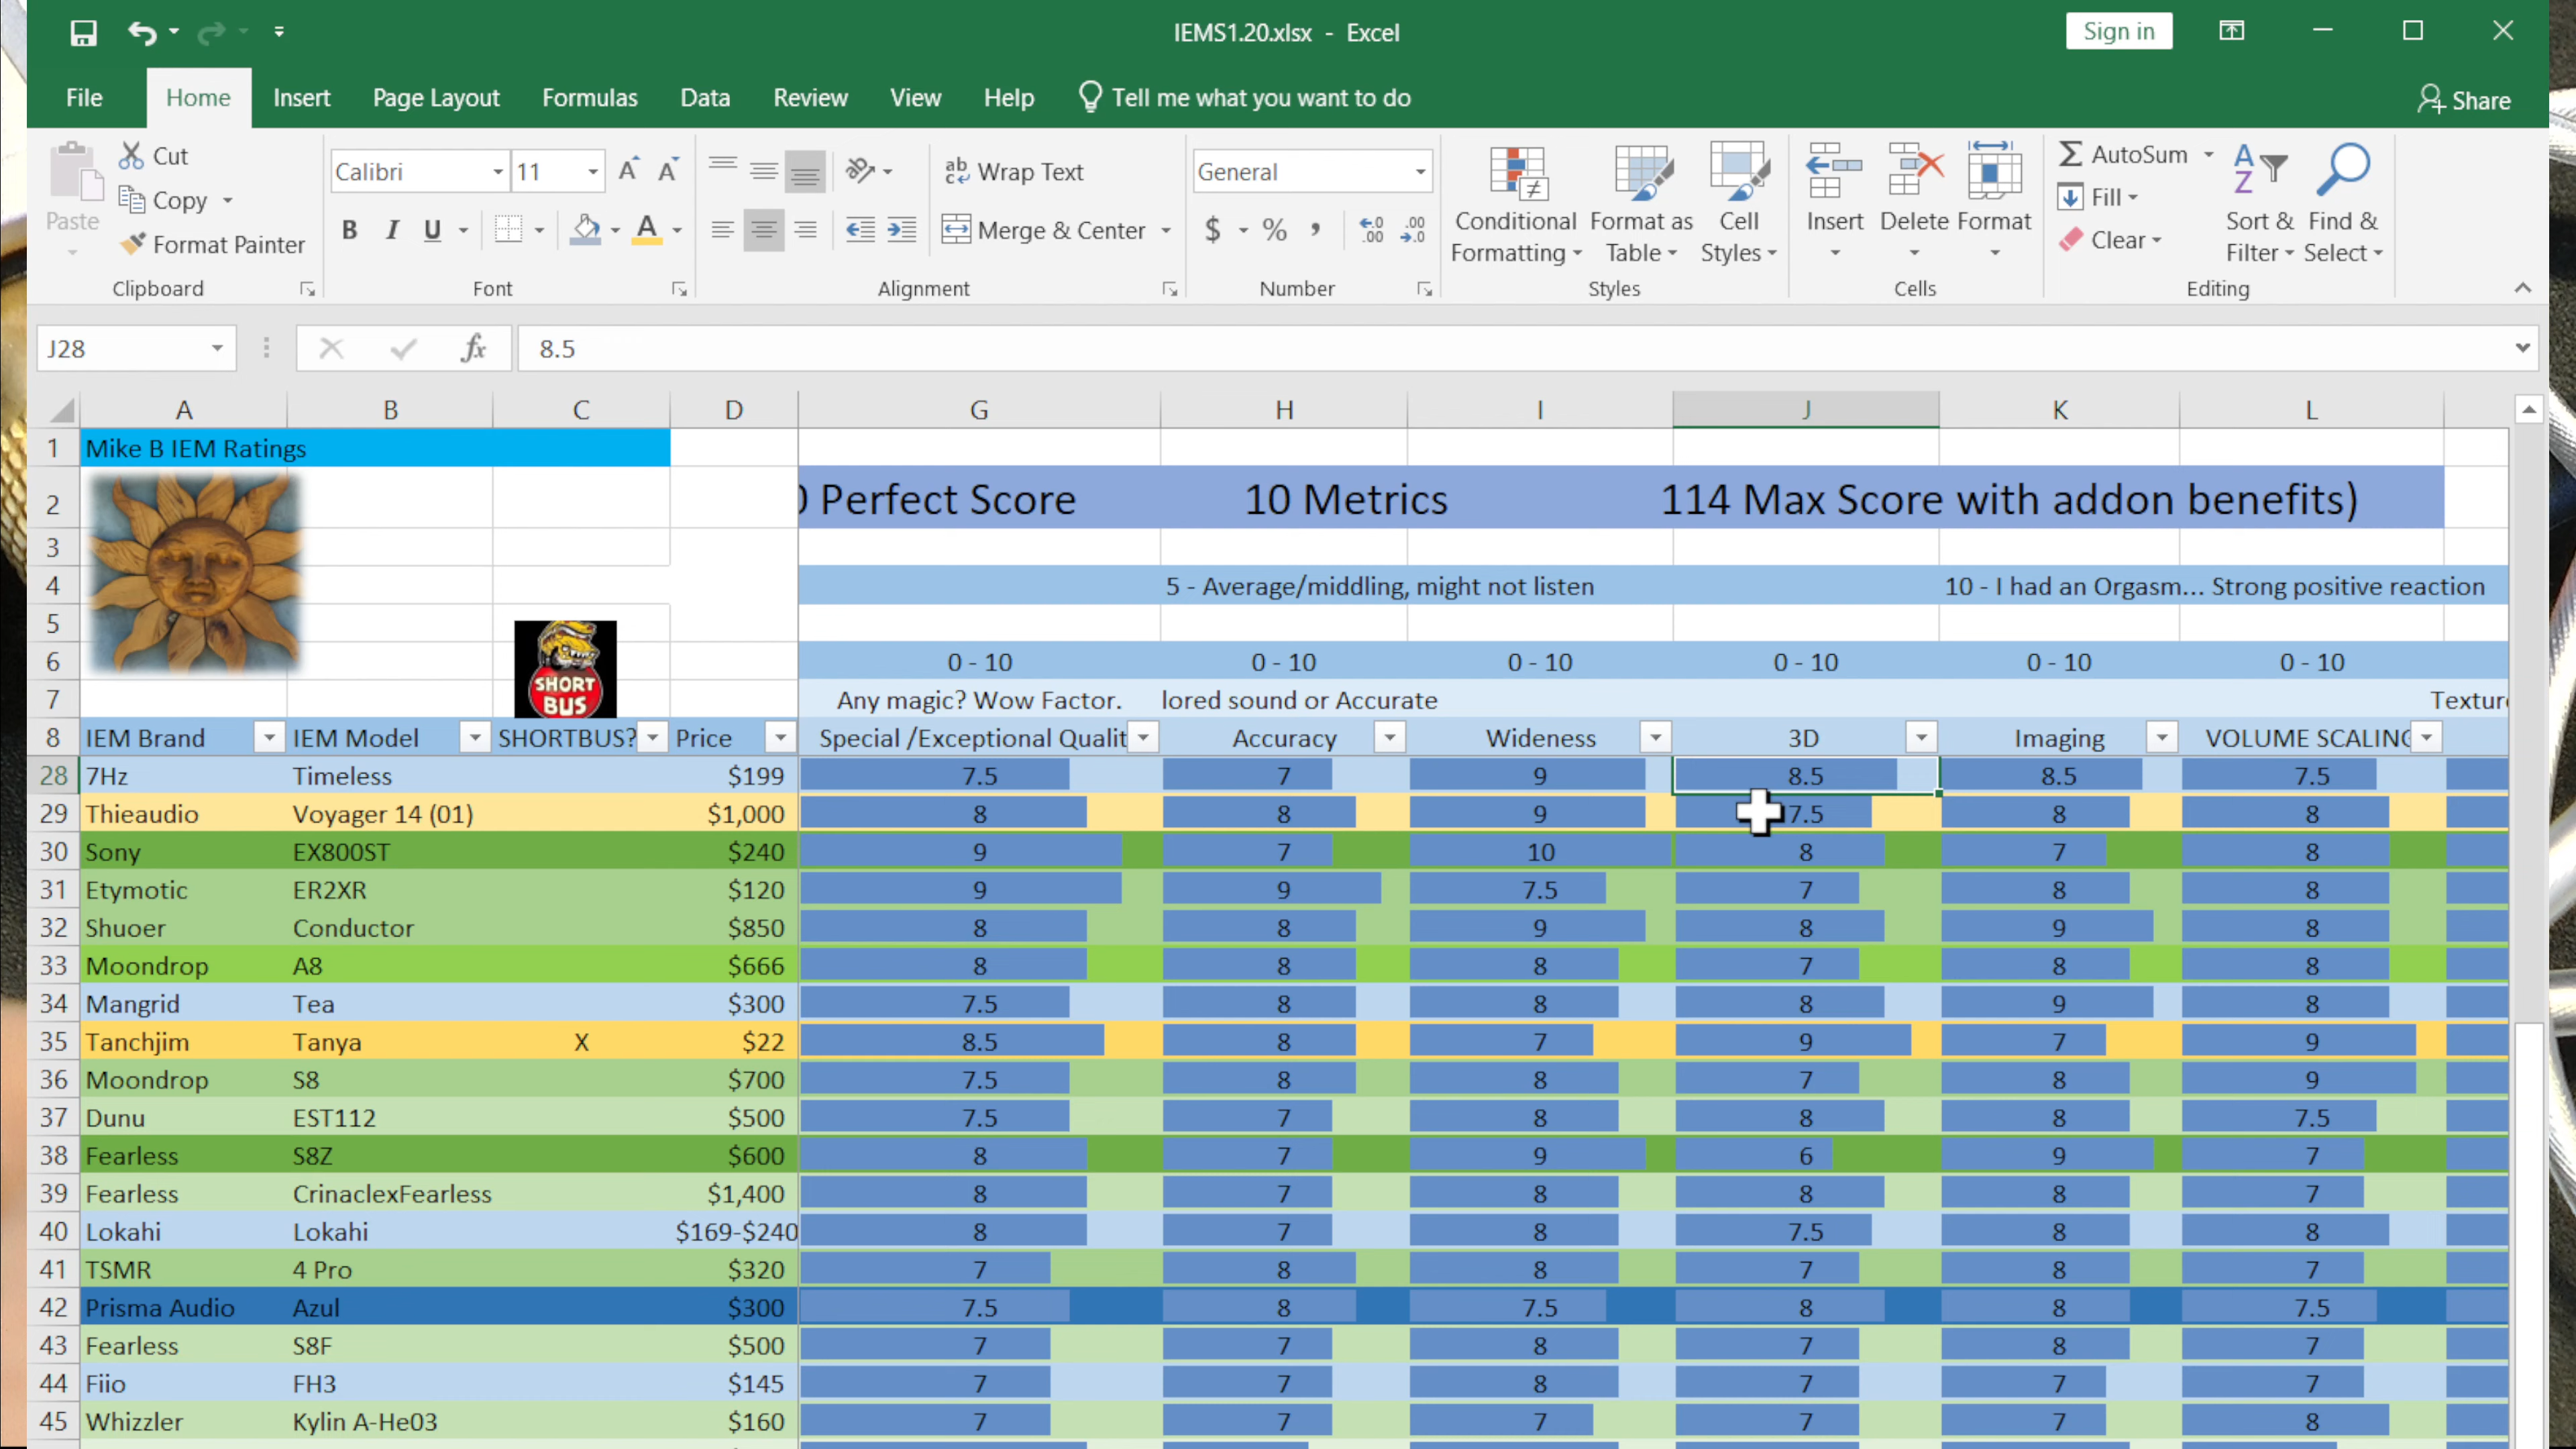 IEMS1.20.xlsx - Excel
Sign in
File Home Insert Page Layout Formulas Data Review View Help Tell me what you want to do Share
Paste
Cut
Copy
Format Painter
Clipboard
Calibri 11
B I U
Font
Wrap Text
Merge & Center
Alignment
General
$ % ,
Number
Conditional Formatting
Format as Table
Cell Styles
Styles
Insert Delete Format
Cells
AutoSum
Fill
Clear
Sort & Filter
Find & Select
Editing
J28 fx 8.5
A B C D G H I J K L
1 Mike B IEM Ratings
2 ) Perfect Score 10 Metrics 114 Max Score with addon benefits)
3
4 5 - Average/middling, might not listen 10 - I had an Orgasm... Strong positive reaction
5
SHORT
BUS
6 0 - 10 0 - 10 0 - 10 0 - 10 0 - 10 0 - 10
7 Any magic? Wow Factor. lored sound or Accurate Textur
8 IEM Brand IEM Model SHORTBUS? Price Special /Exceptional Qualit Accuracy Wideness 3D Imaging VOLUME SCALING
28 7Hz Timeless $199 7.5 7 9 8.5 8.5 7.5
29 Thieaudio Voyager 14 (01) $1,000 8 8 9 7.5 8 8
30 Sony EX800ST $240 9 7 10 8 7 8
31 Etymotic ER2XR $120 9 9 7.5 7 8 8
32 Shuoer Conductor $850 8 8 9 8 9 8
33 Moondrop A8 $666 8 8 8 7 8 8
34 Mangrid Tea $300 7.5 8 8 8 9 8
35 Tanchjim Tanya X $22 8.5 8 7 9 7 9
36 Moondrop S8 $700 7.5 8 8 7 8 9
37 Dunu EST112 $500 7.5 7 8 8 8 7.5
38 Fearless S8Z $600 8 7 9 6 9 7
39 Fearless CrinaclexFearless $1,400 8 7 8 8 8 7
40 Lokahi Lokahi $169-$240 8 7 8 7.5 8 8
41 TSMR 4 Pro $320 7 8 8 7 8 7
42 Prisma Audio Azul $300 7.5 8 7.5 8 8 7.5
43 Fearless S8F $500 7 7 8 7 8 7
44 Fiio FH3 $145 7 7 8 7 7 7
45 Whizzler Kylin A-He03 $160 7 7 7 7 7 8